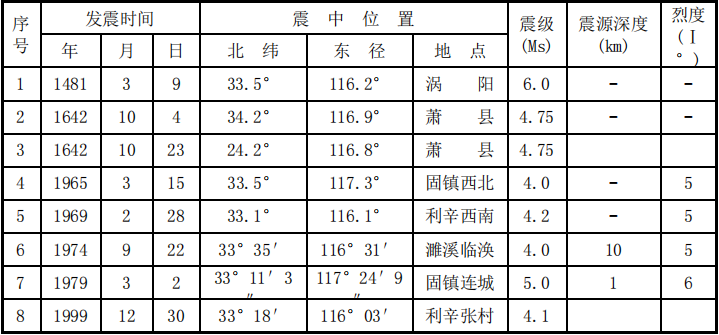 序号 发震时间 震中位置 震级(Ms) 震源深度(km) 烈度(I°)
年 月 日 北纬 东径 地点
1 1481 3 9 33.5° 116.2° 涡阳 6.0 - -
2 1642 10 4 34.2° 116.9° 萧县 4.75 - -
3 1642 10 23 24.2° 116.8° 萧县 4.75
4 1965 3 15 33.5° 117.3° 固镇西北 4.0 - 5
5 1969 2 28 33.1° 116.1° 利辛西南 4.2 - 5
6 1974 9 22 33°35′ 116°31′ 濉溪临涣 4.0 10 5
7 1979 3 2 33°11′3″ 117°24′9″ 固镇连城 5.0 1 6
8 1999 12 30 33°18′ 116°03′ 利辛张村 4.1